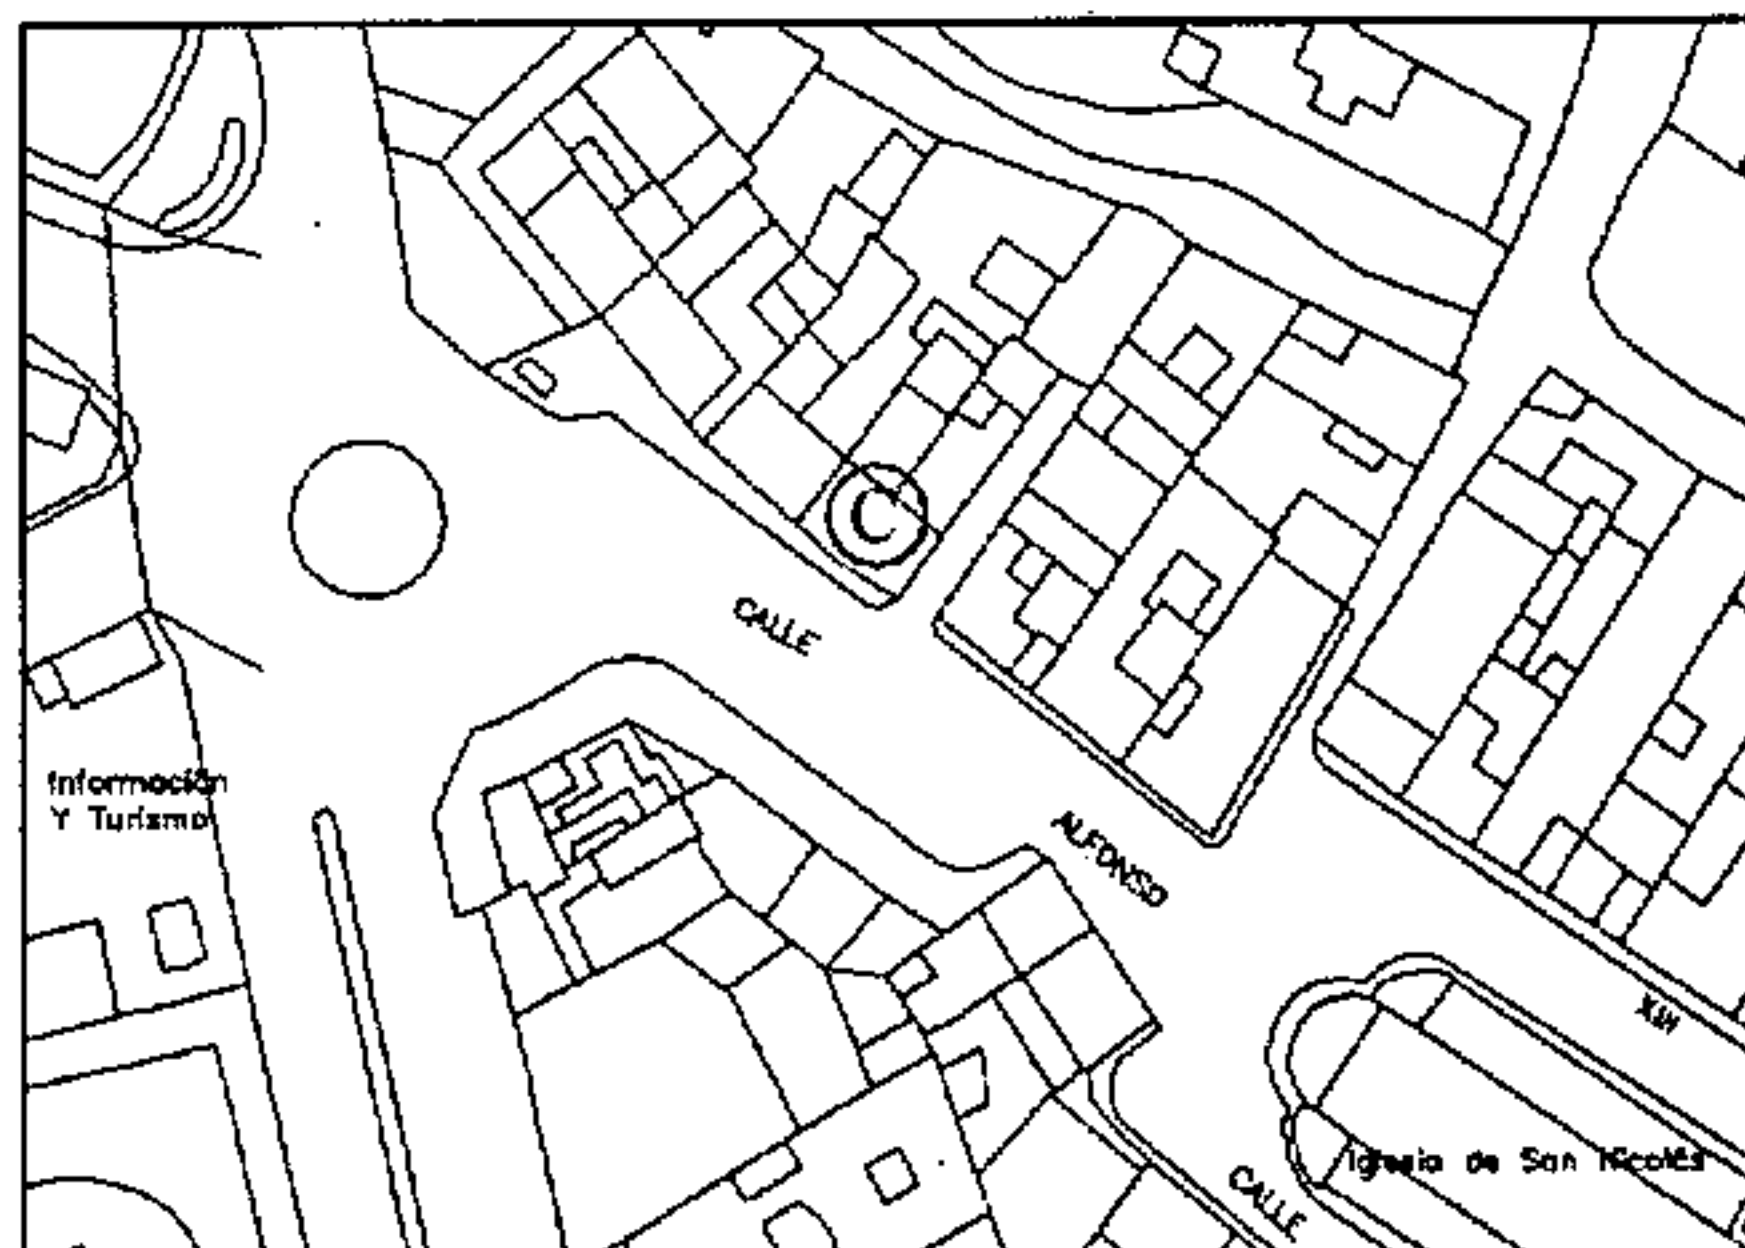 C
CALLE
Información
Y Turismo
ALFONSO
XIII
Iglesia de San Nicolás
CALLE